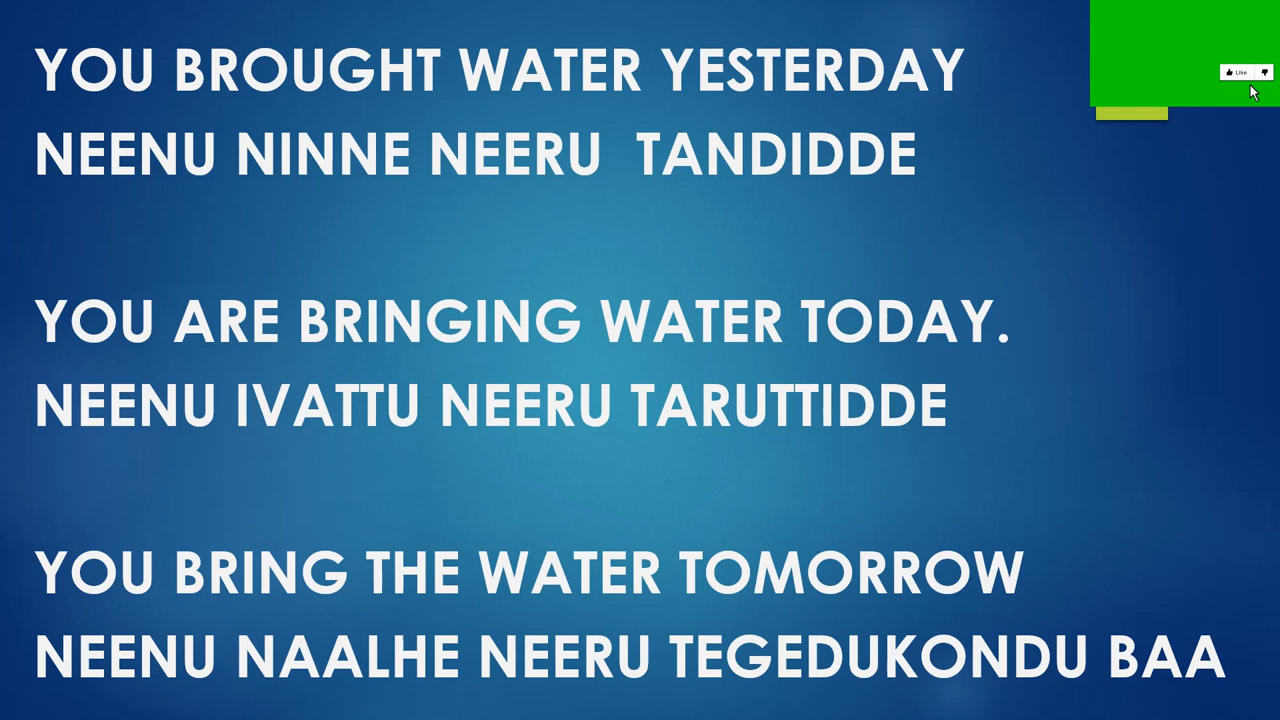 YOU BROUGHT WATER YESTERDAY
NEENU NINNE NEERU TANDIDDE
YOU ARE BRINGING WATER TODAY.
NEENU IVATTU NEERU TARUTTIDDE
YOU BRING THE WATER TOMORROW
NEENU NAALHE NEERU TEGEDUKONDU BAA
Like